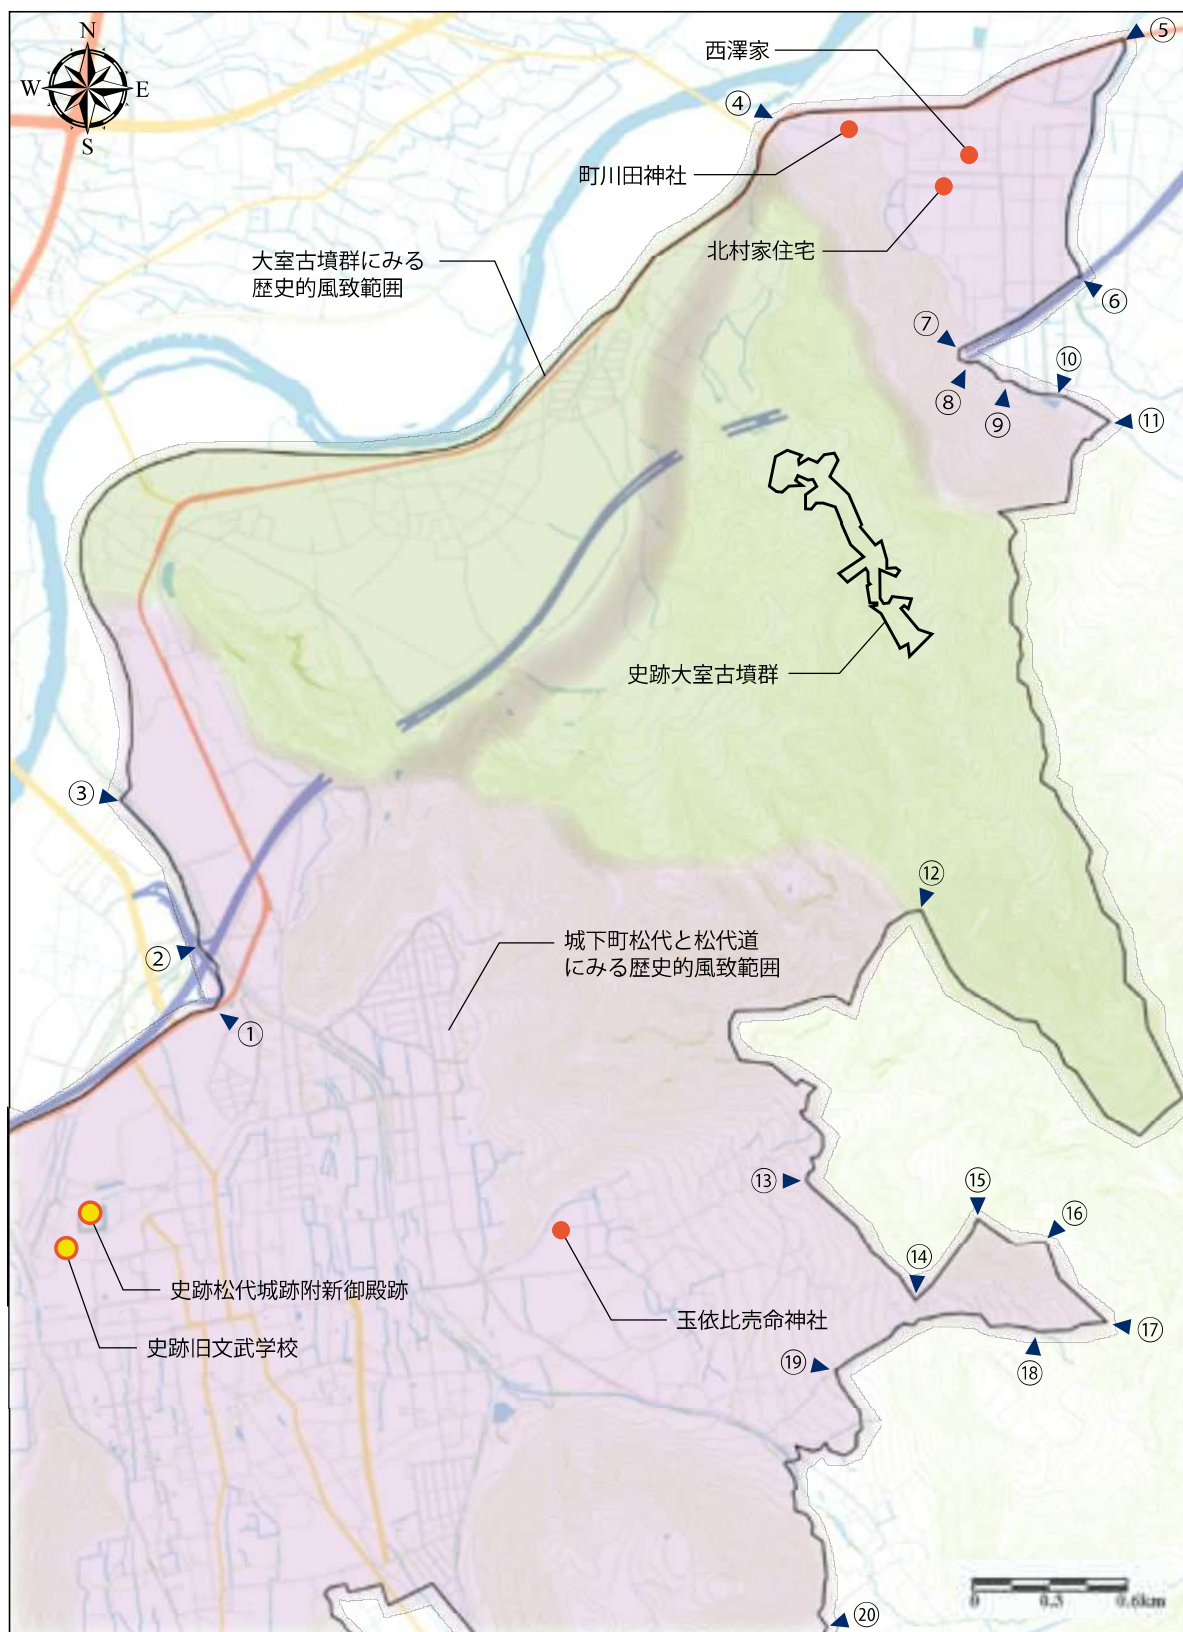 N
W
E
S
西澤家
⑤
④
町川田神社
北村家住宅
大室古墳群にみる
歴史的風致範囲
⑥
⑦
⑧
⑨
⑩
⑪
史跡大室古墳群
③
⑫
城下町松代と松代道
にみる歴史的風致範囲
②
①
⑬
⑮
⑯
⑭
史跡松代城跡附新御殿跡
史跡旧文武学校
玉依比売命神社
⑰
⑱
⑲
⑳
0 0.3 0.6km